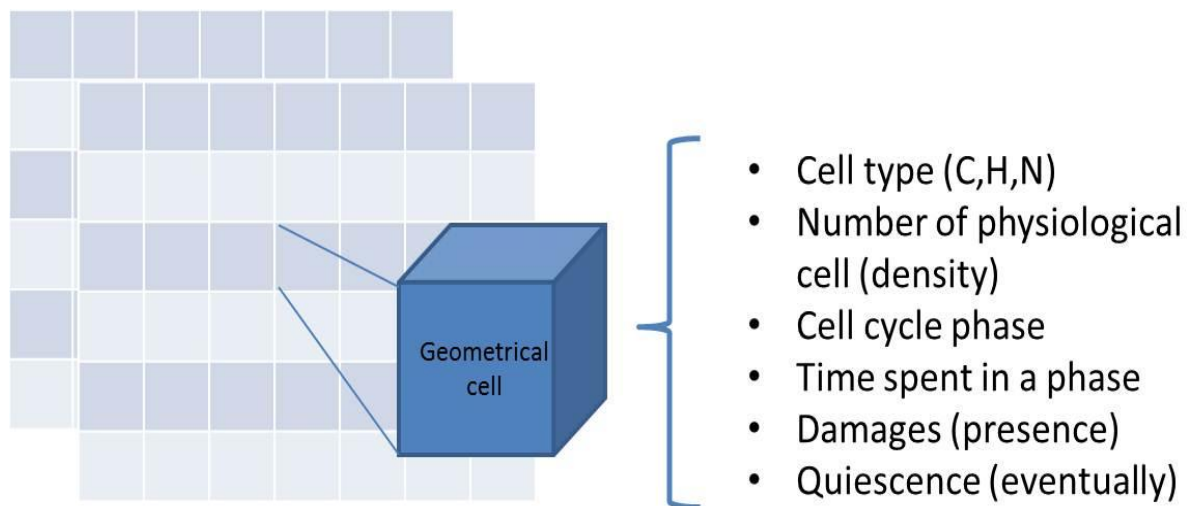 Geometrical
cell
• Cell type (C,H,N)
• Number of physiological
cell (density)
• Cell cycle phase
• Time spent in a phase
• Damages (presence)
• Quiescence (eventually)